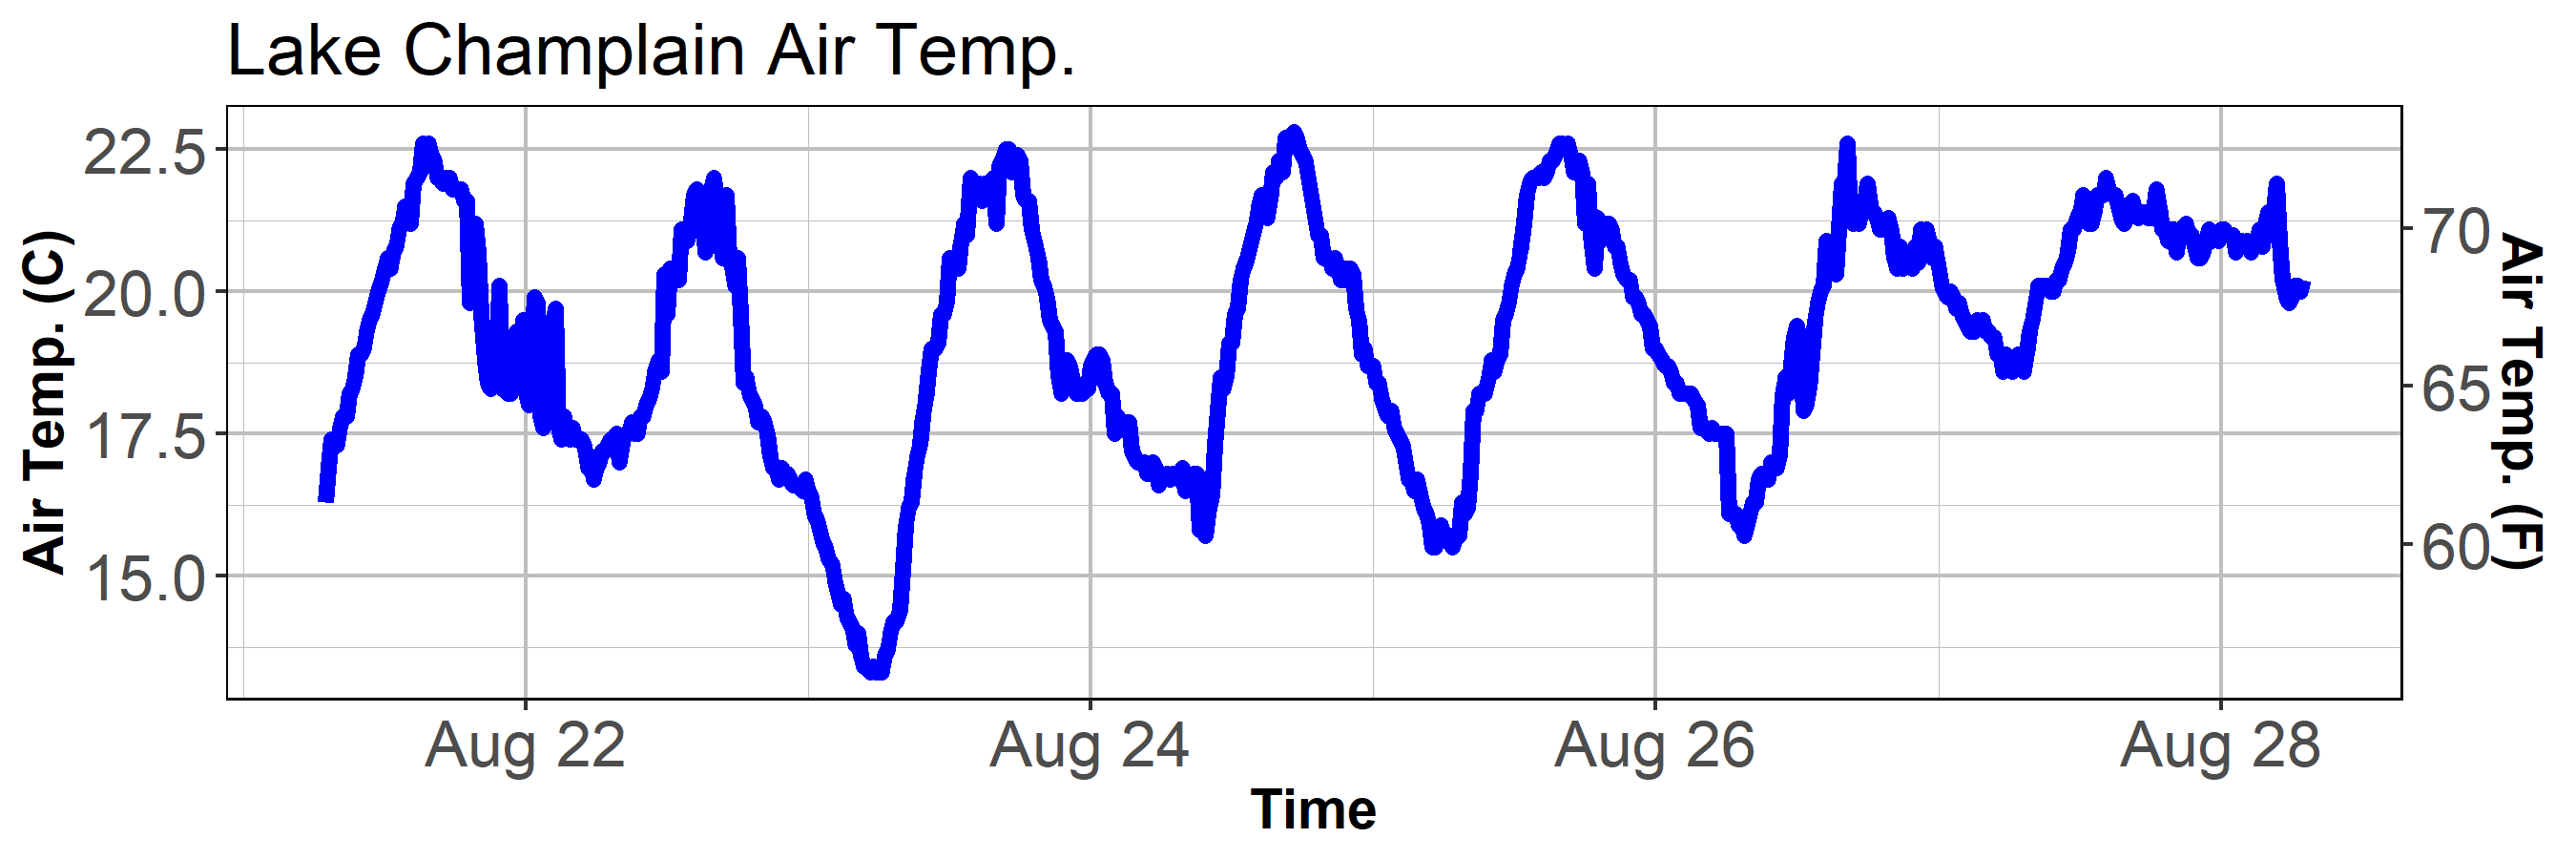 Lake Champlain Air Temp.
Air Temp. (C)
22.5
20.0
17.5
15.0
70
65
60
Air Temp. (F)
Aug 22 Aug 24 Aug 26 Aug 28
Time